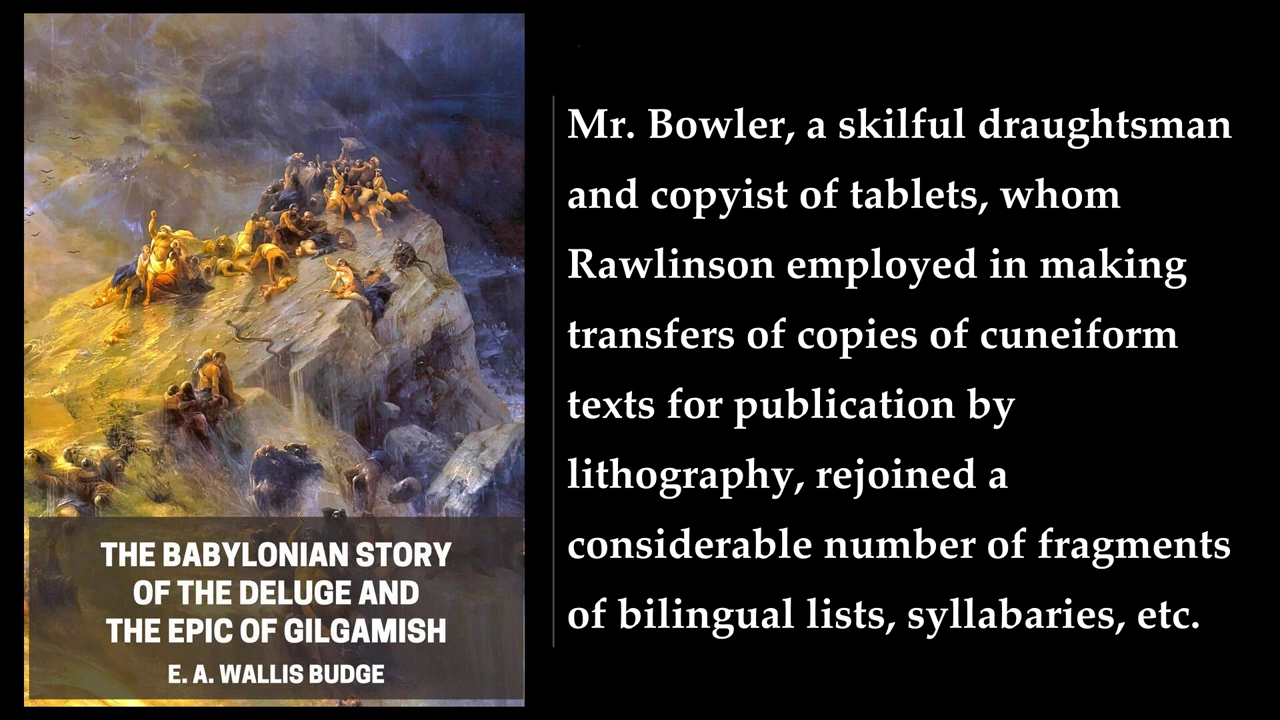 THE BABYLONIAN STORY
OF THE DELUGE AND
THE EPIC OF GILGAMISH
E. A. WALLIS BUDGE
Mr. Bowler, a skilful draughtsman
and copyist of tablets, whom
Rawlinson employed in making
transfers of copies of cuneiform
texts for publication by
lithography, rejoined a
considerable number of fragments
of bilingual lists, syllabaries, etc.